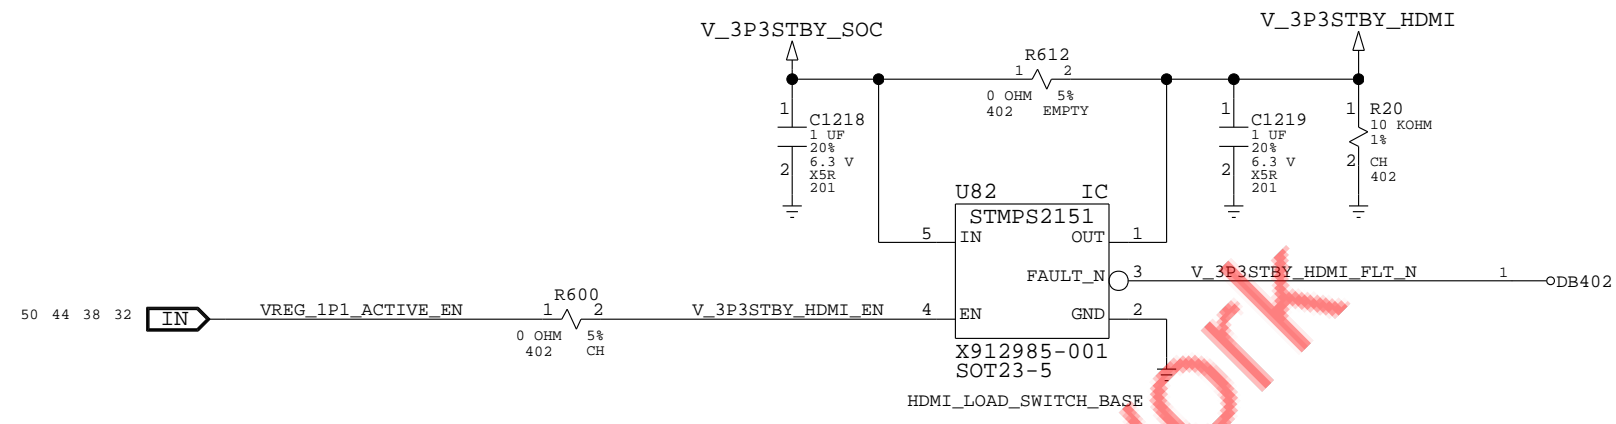 V_3P3STBY_SOC
V_3P3STBY_HDMI
R612
1 2
0 OHM 5%
402 EMPTY
1
C1218
1 UF
20%
6.3 V
X5R
201
2
1
C1219
1 UF
20%
6.3 V
X5R
201
2
1
R20
10 KOHM
1%
2
CH
402
U82 IC
STMPS2151
5 IN OUT 1
FAULT_N 3 V_3P3STBY_HDMI_FLT_N 1 DB402
50 44 38 32 IN VREG_1P1_ACTIVE_EN 1 R600 2 V_3P3STBY_HDMI_EN 4 EN GND 2
0 OHM 5%
402 CH
X912985-001
SOT23-5
HDMI_LOAD_SWITCH_BASE